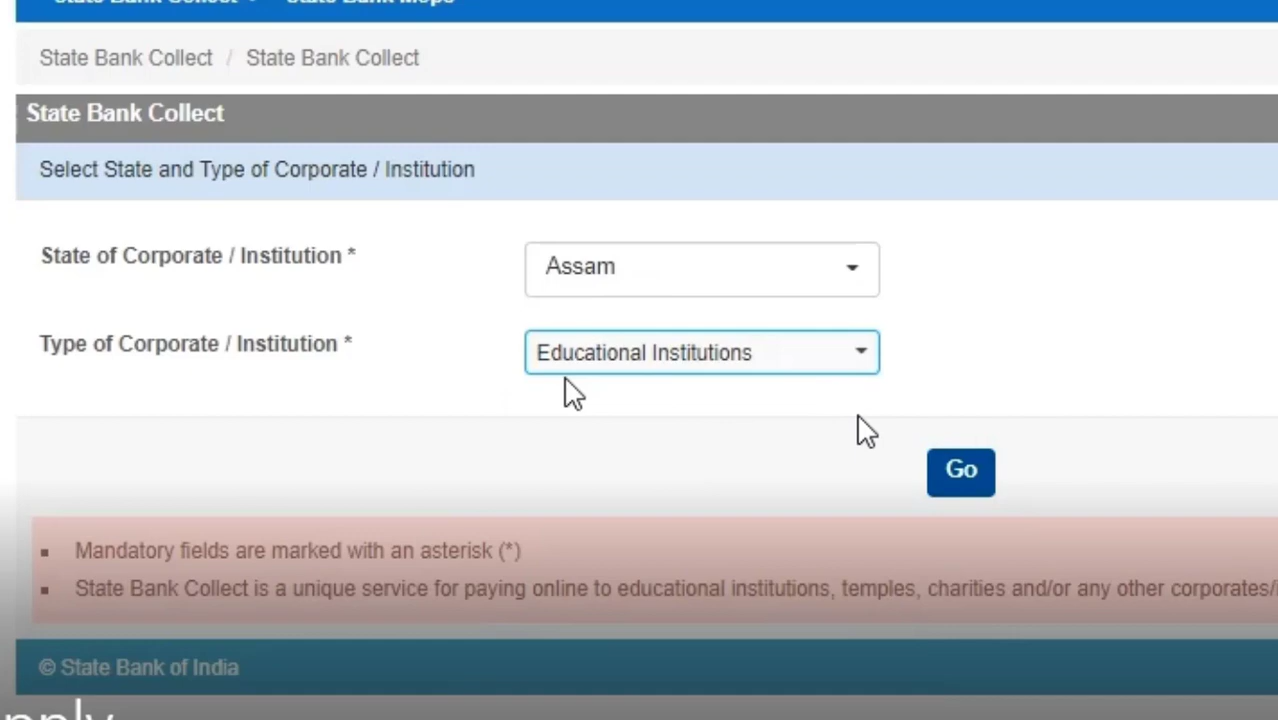 State Bank Collect State Bank Mops
State Bank Collect / State Bank Collect
State Bank Collect
Select State and Type of Corporate / Institution
State of Corporate / Institution *
Assam
Type of Corporate / Institution *
Educational Institutions
Go
▪ Mandatory fields are marked with an asterisk (*)
▪ State Bank Collect is a unique service for paying online to educational institutions, temples, charities and/or any other corporates/
© State Bank of India